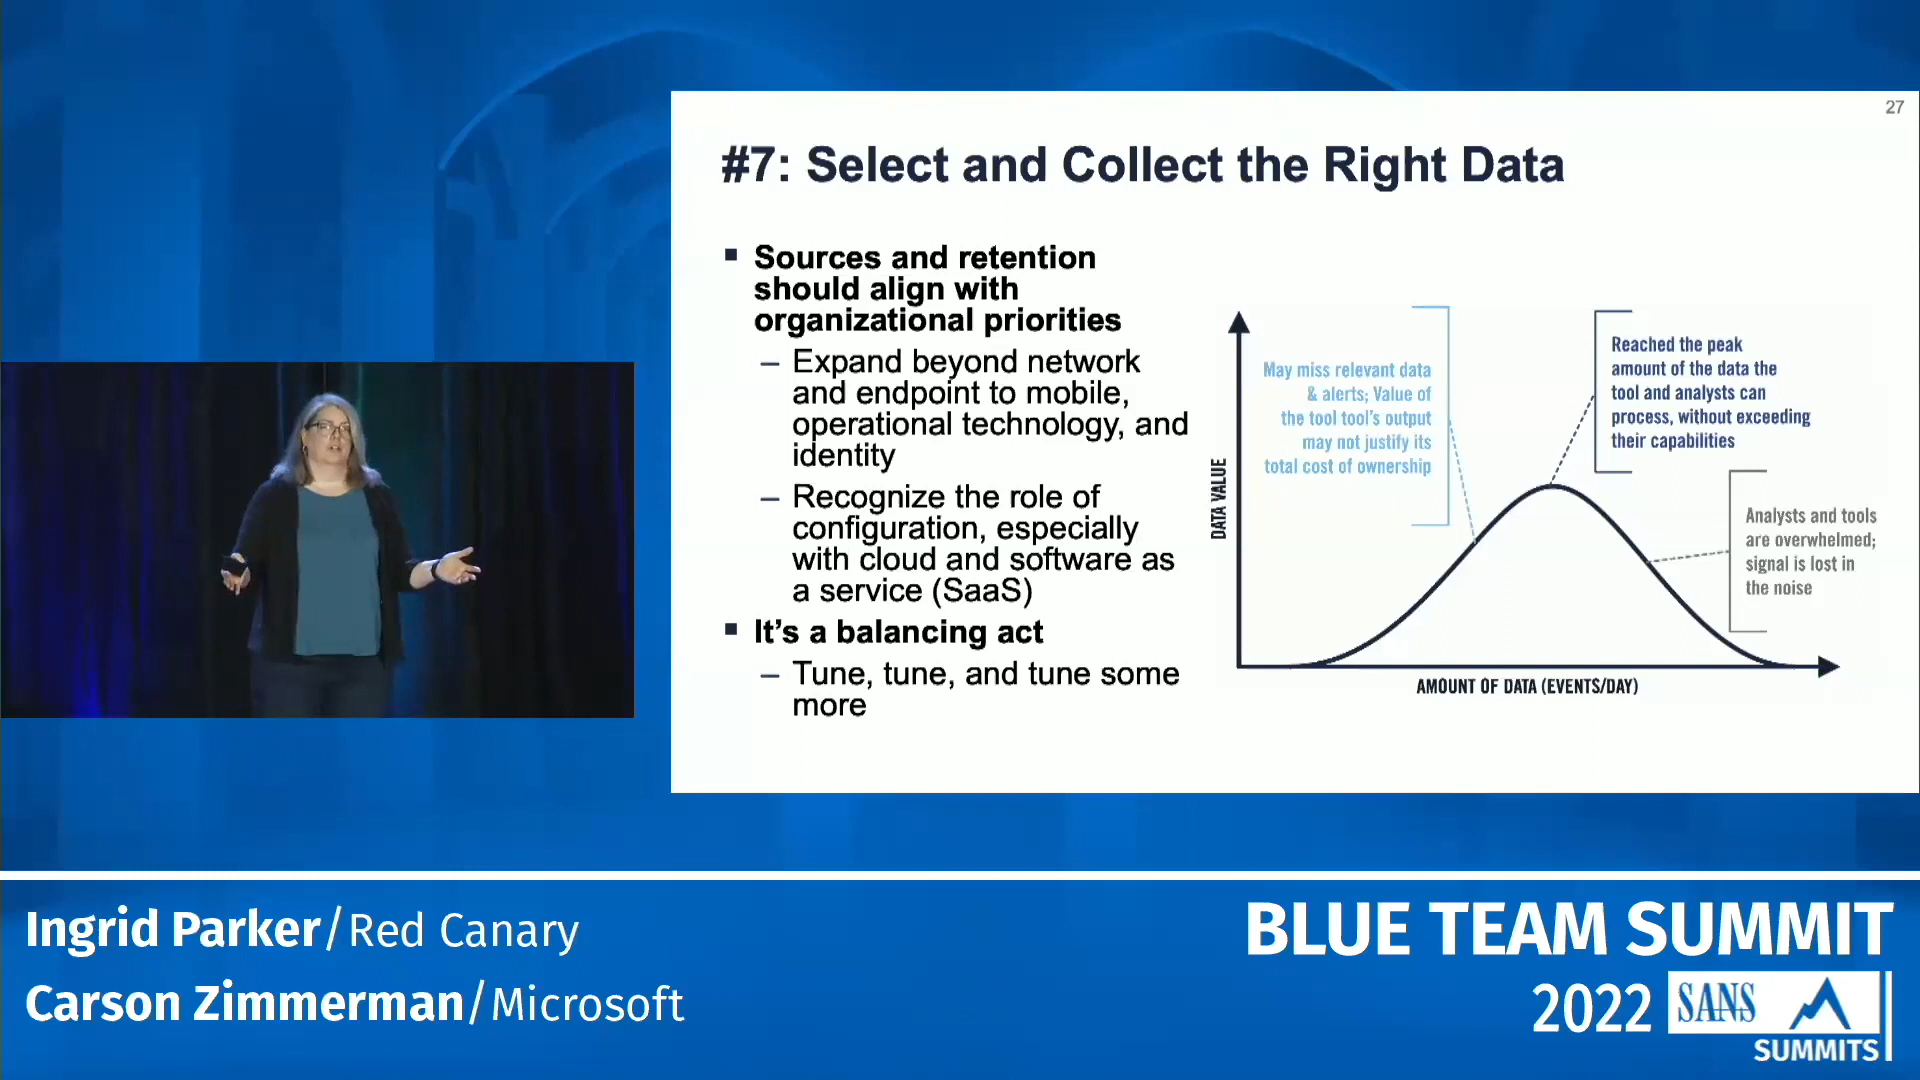 27
#7: Select and Collect the Right Data
▪ Sources and retention
should align with
organizational priorities
– Expand beyond network
and endpoint to mobile,
operational technology, and
identity
– Recognize the role of
configuration, especially
with cloud and software as
a service (SaaS)
▪ It's a balancing act
– Tune, tune, and tune some
more
May miss relevant data
& alerts; Value of
the tool tool's output
may not justify its
total cost of ownership
Reached the peak
amount of the data the
tool and analysts can
process, without exceeding
their capabilities
Analysts and tools
are overwhelmed;
signal is lost in
the noise
DATA VALUE
AMOUNT OF DATA (EVENTS/DAY)
Ingrid Parker/Red Canary
Carson Zimmerman/Microsoft
BLUE TEAM SUMMIT
2022 SANS
SUMMITS